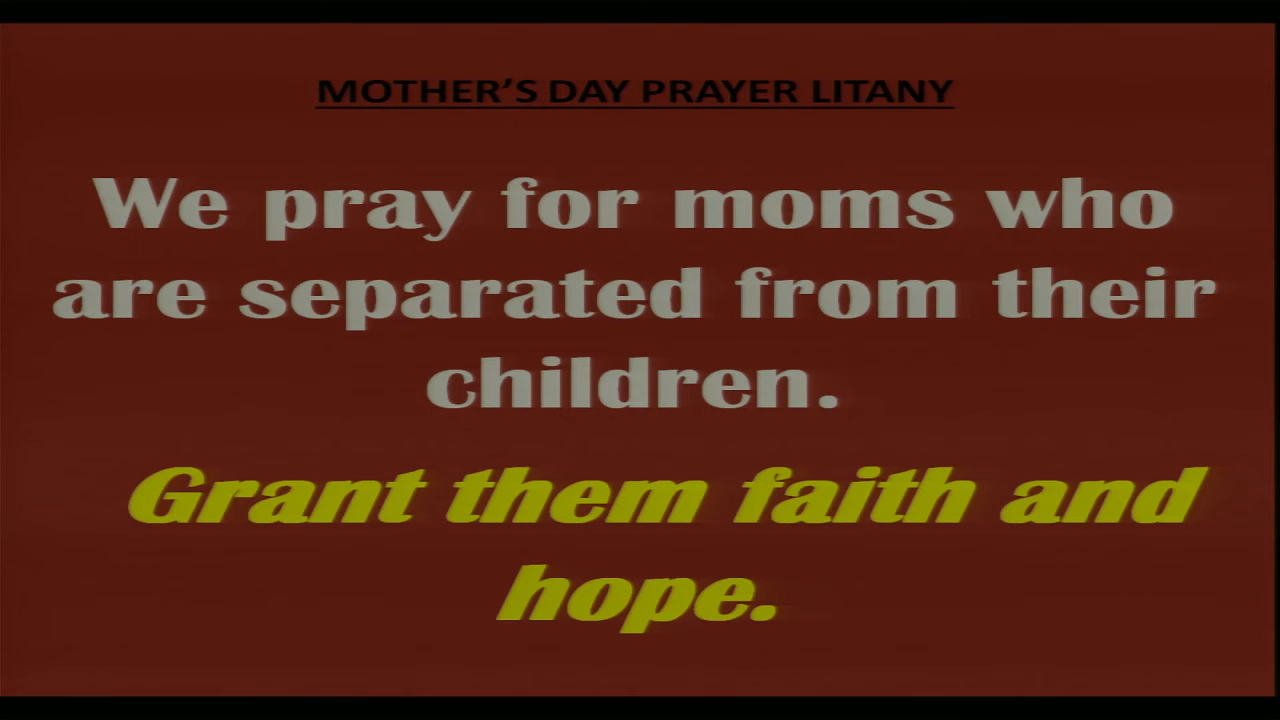 MOTHER'S DAY PRAYER LITANY
We pray for moms who
are separated from their
children.
Grant them faith and
hope.